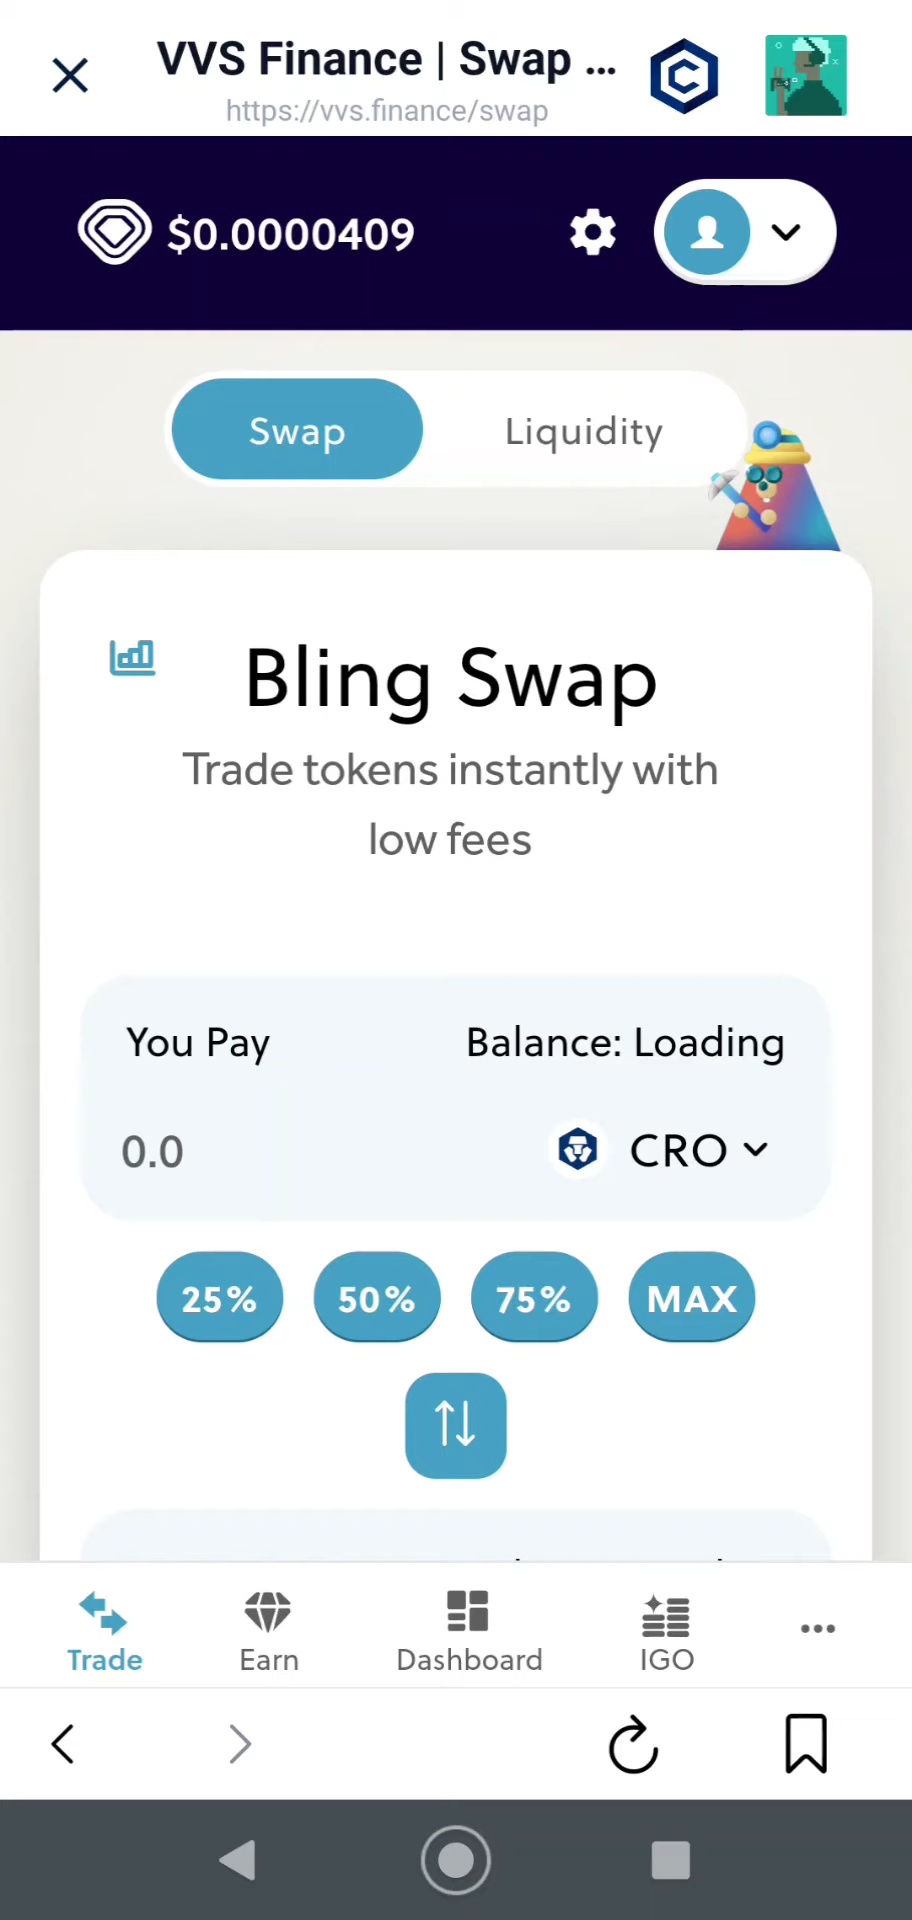 VVS Finance | Swap ...
https://vvs.finance/swap
$0.0000409
Swap
Liquidity
Bling Swap
Trade tokens instantly with
low fees
You Pay
Balance: Loading
0.0
CRO
25%
50%
75%
MAX
Trade
Earn
Dashboard
IGO